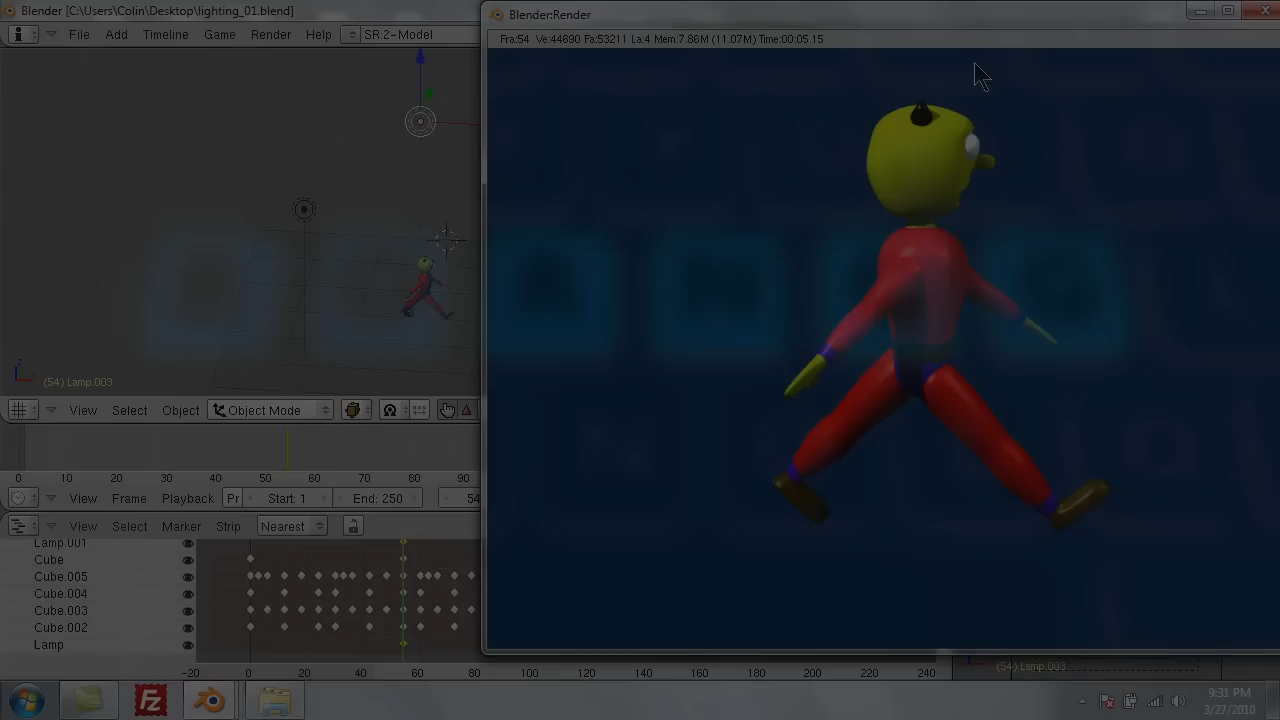 Blender [C:\Users\Colin\Desktop\lighting_01.blend]
File Add Timeline Game Render Help SR:2-Model
Blender:Render
Fra:54 Ve:44690 Fa:53211 La:4 Mem:7.86M (11.07M) Time:00:05.15
(54) Lamp.003
View Select Object Object Mode
0 10 20 30 40 50 60 70 80 90
View Frame Playback Pr Start: 1 End: 250 54
View Select Marker Strip Nearest
Lamp.001
Cube
Cube.005
Cube.004
Cube.003
Cube.002
Lamp
-20 0 20 40 60 80 100 120 140 160 180 200 220 240
(54) Lamp.003
9:31 PM
3/27/2010